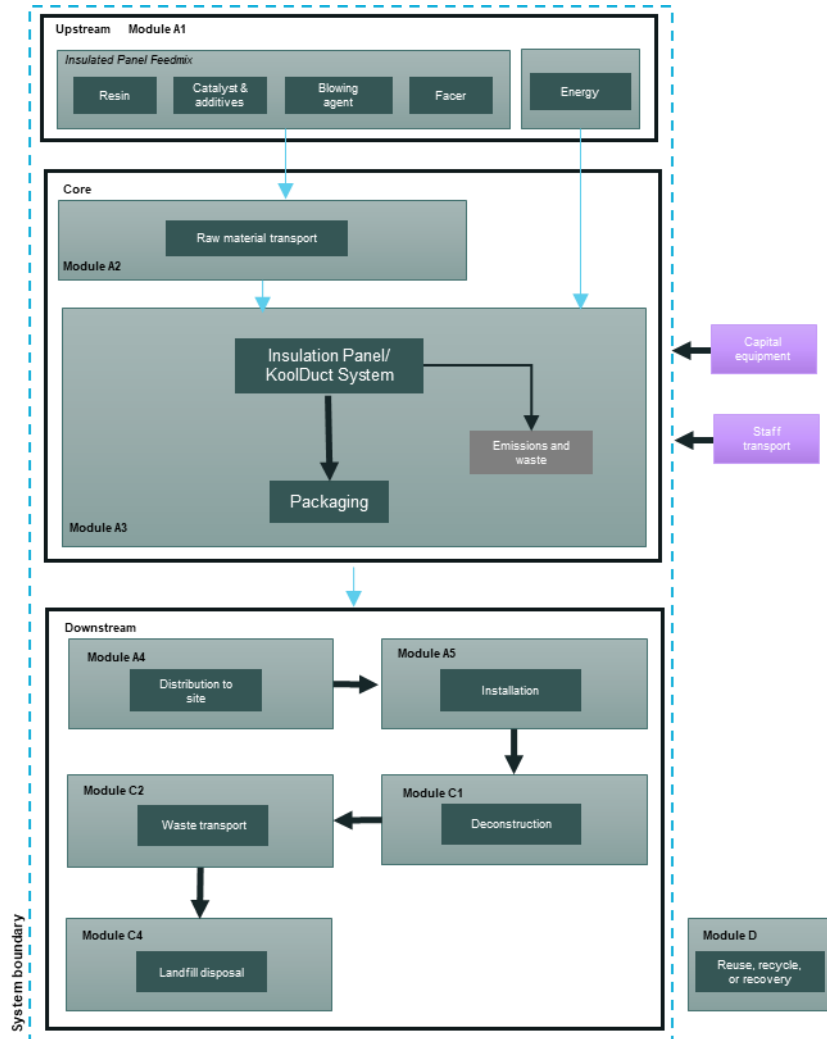 Upstream Module A1
Insulated Panel Feedmix
Resin
Catalyst &
additives
Blowing
agent
Facer
Energy
Core
Raw material transport
Module A2
Insulation Panel/
KoolDuct System
Emissions and
waste
Packaging
Module A3
Capital
equipment
Staff
transport
Downstream
Module A4
Distribution to
site
Module A5
Installation
Module C2
Waste transport
Module C1
Deconstruction
Module C4
Landfill disposal
Module D
Reuse, recycle,
or recovery
System boundary